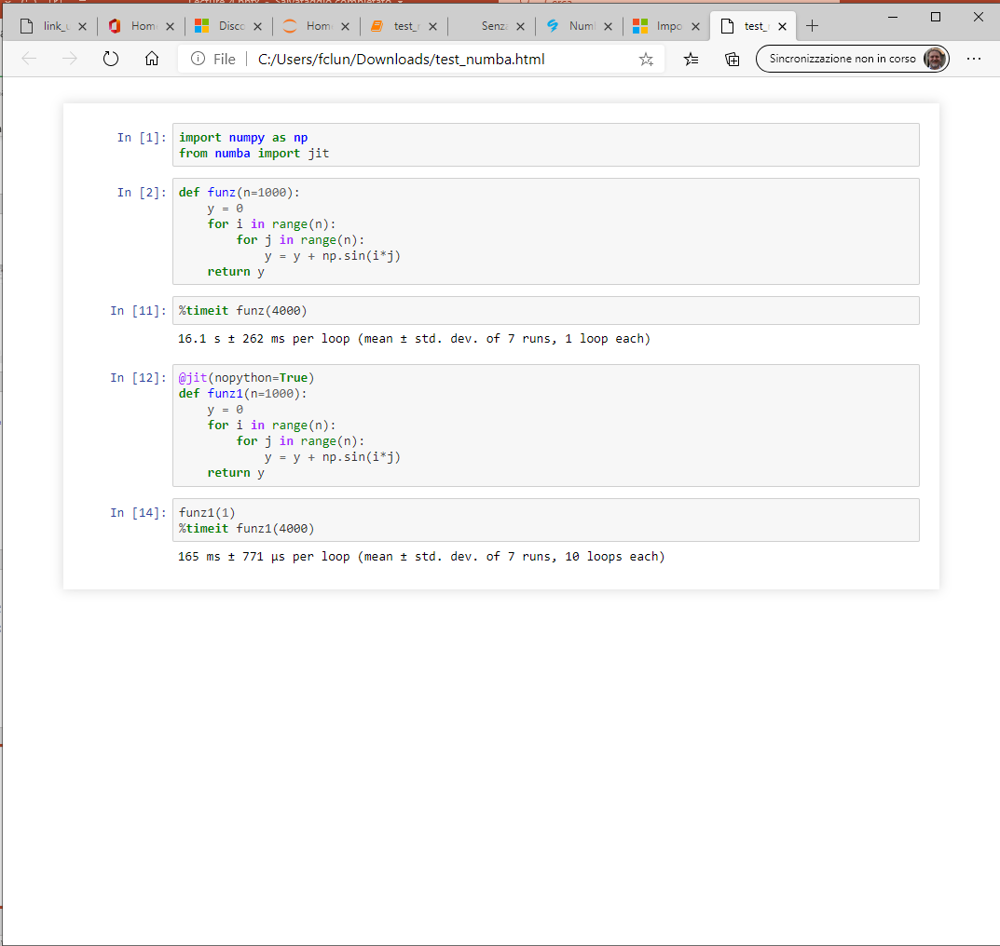 link_u
Hom
Disco
Hom
test_r
Senz
Num
Impo
test_r
File
C:/Users/fclun/Downloads/test_numba.html
Sincronizzazione non in corso
In [1]: import numpy as np
from numba import jit
In [2]: def funz(n=1000):
y = 0
for i in range(n):
for j in range(n):
y = y + np.sin(i*j)
return y
In [11]: %timeit funz(4000)
16.1 s ± 262 ms per loop (mean ± std. dev. of 7 runs, 1 loop each)
In [12]: @jit(nopython=True)
def funz1(n=1000):
y = 0
for i in range(n):
for j in range(n):
y = y + np.sin(i*j)
return y
In [14]: funz1(1)
%timeit funz1(4000)
165 ms ± 771 µs per loop (mean ± std. dev. of 7 runs, 10 loops each)